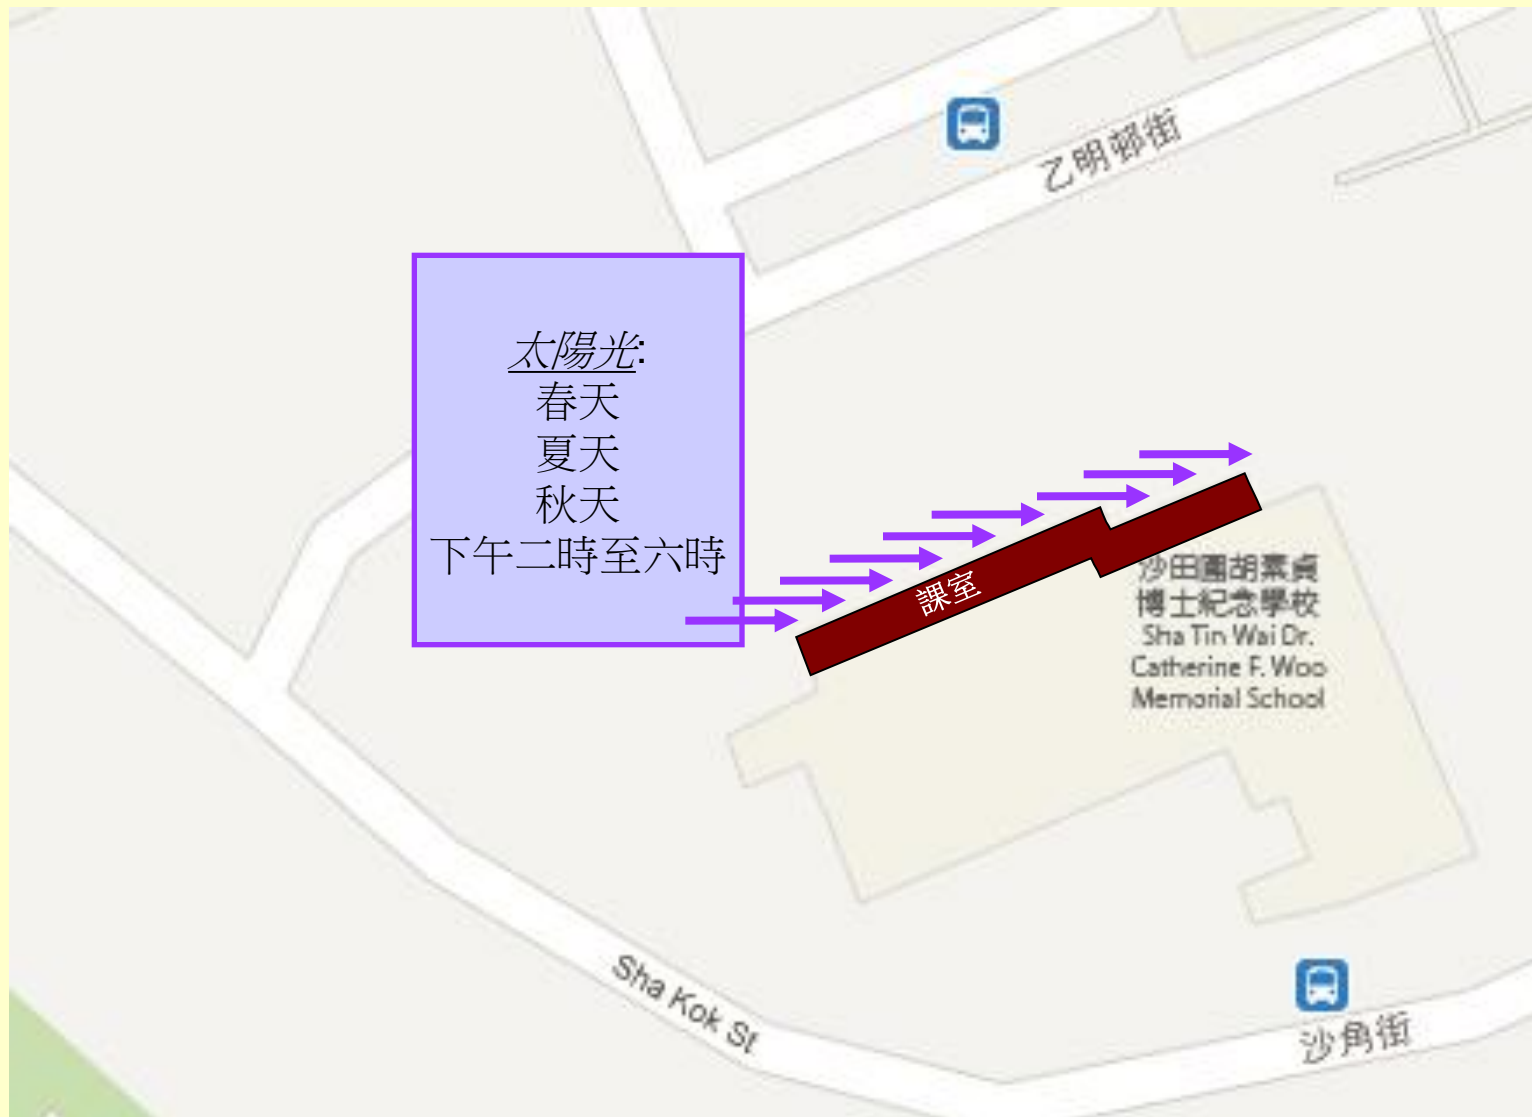 乙明邨街
太陽光:
春天
夏天
秋天
下午二時至六時
課室
沙田圍胡素貞
博士紀念學校
Sha Tin Wai Dr.
Catherine F. Woo
Memorial School
Sha Kok St
沙角街